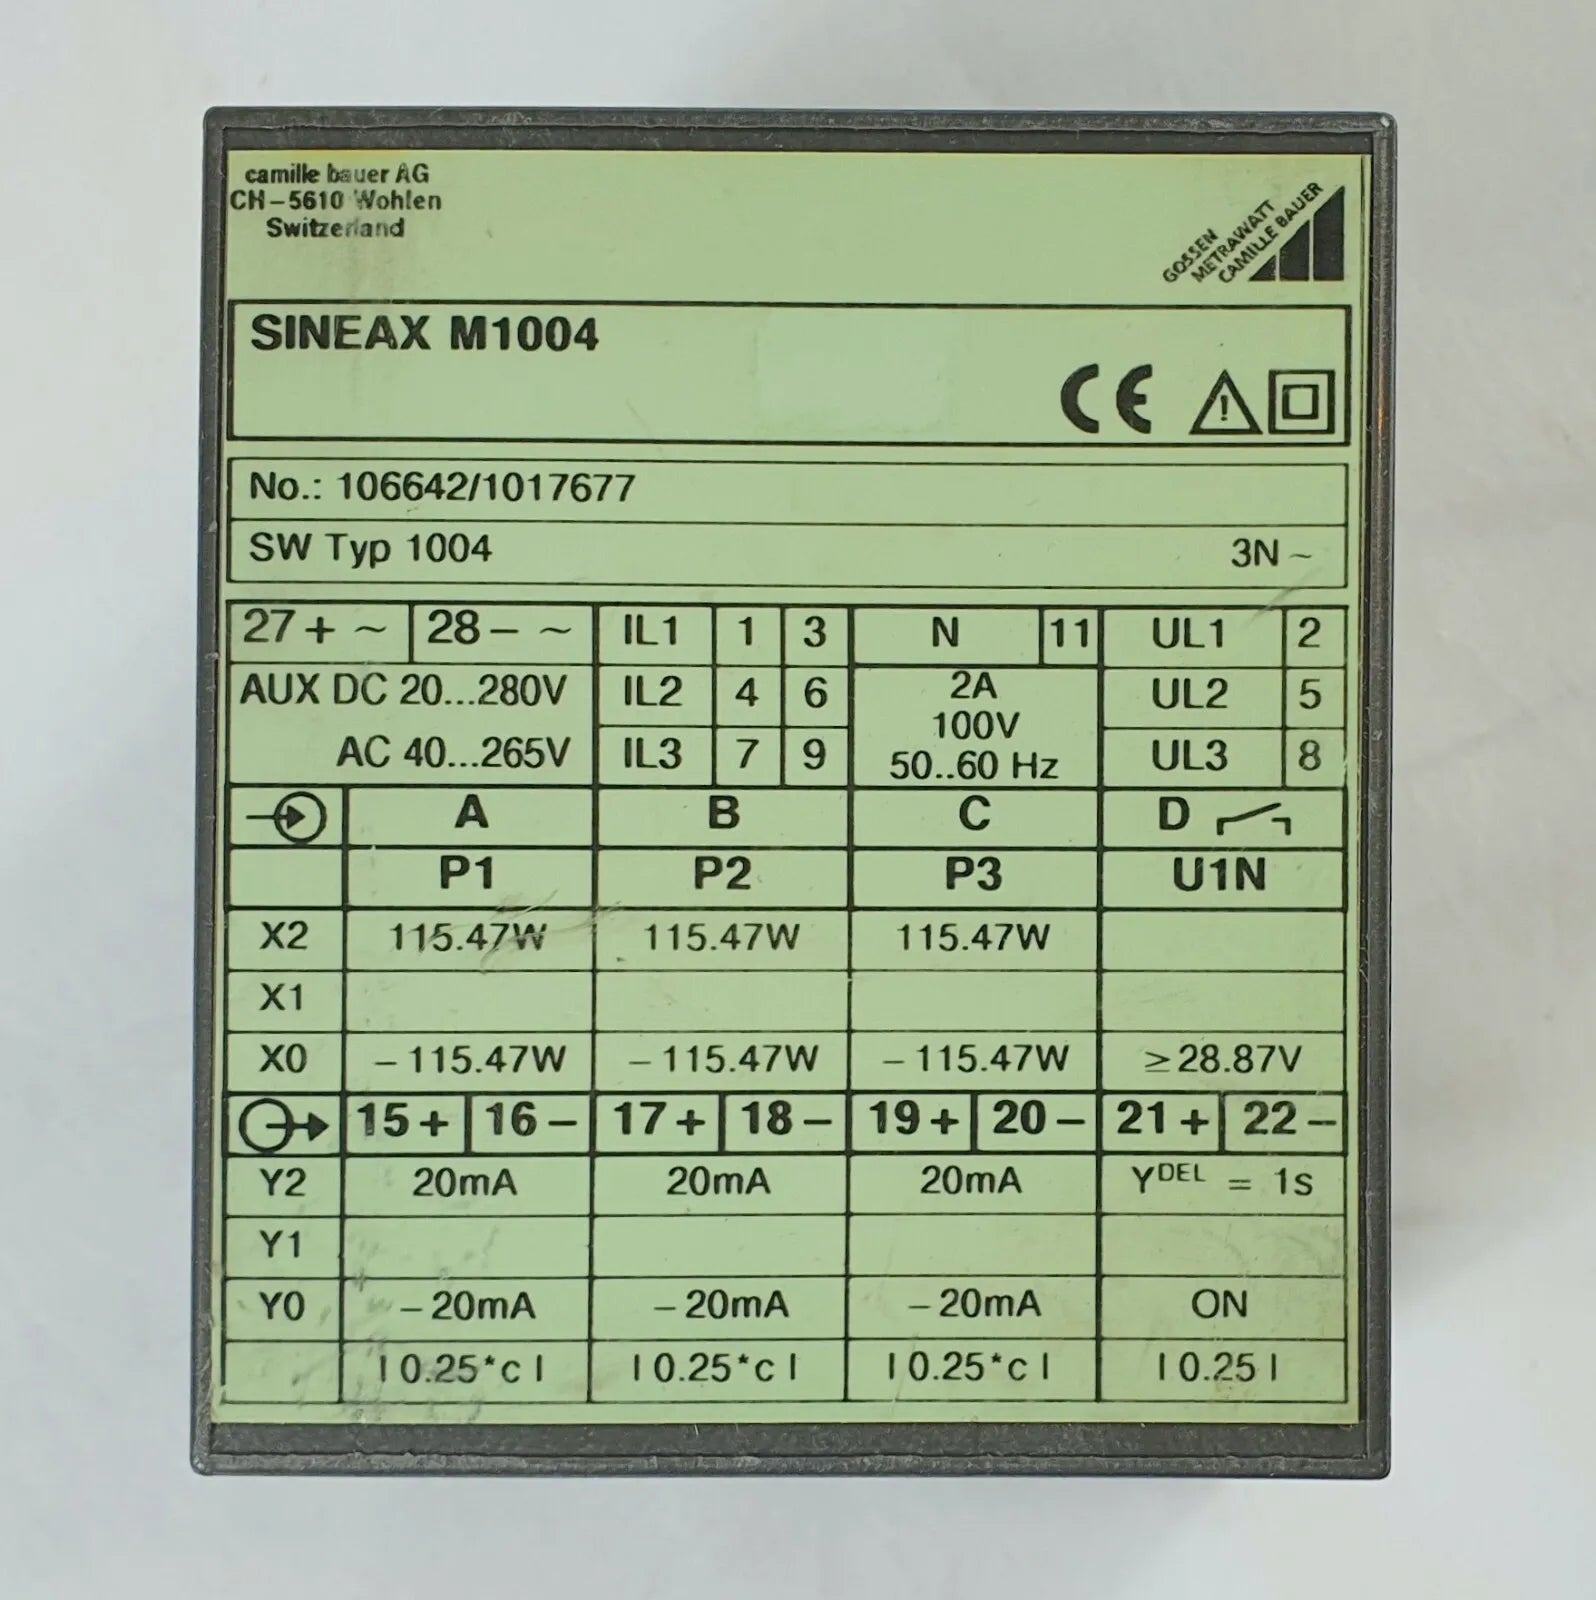 camille bauer AG
CH-5610 Wohlen
Switzerland
GOSSEN
METRAWATT
CAMILLE BAUER
SINEAX M1004
CE
No.: 106642/1017677
SW Typ 1004 3N~
27+ ~ 28- ~ IL1 1 3 N 11 UL1 2
AUX DC 20...280V IL2 4 6 2A UL2 5
100V
AC 40...265V IL3 7 9 50..60 Hz UL3 8
A B C D
P1 P2 P3 U1N
X2 115.47W 115.47W 115.47W
X1
X0 -115.47W -115.47W -115.47W ≥28.87V
15+ 16- 17+ 18- 19+ 20- 21+ 22-
Y2 20mA 20mA 20mA YDEL = 1s
Y1
Y0 -20mA -20mA -20mA ON
| 0.25*c | | 0.25*c | | 0.25*c | | 0.25 |